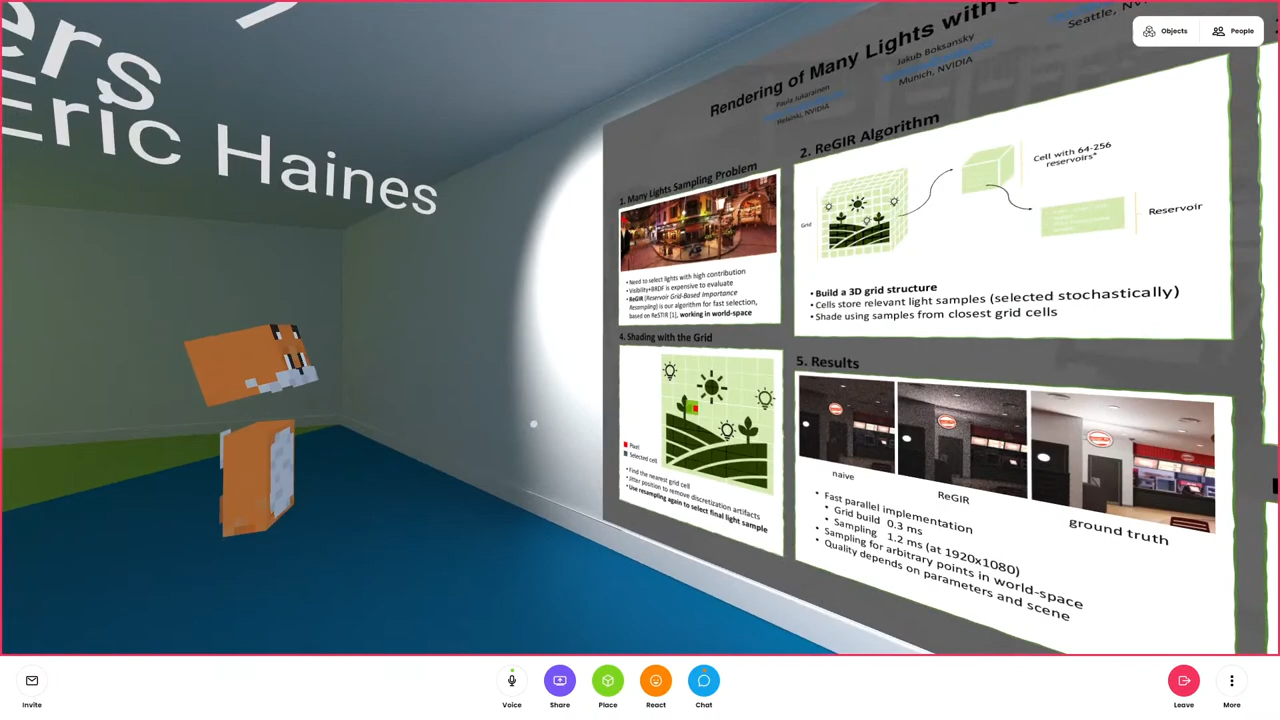 ers
Eric Haines
Objects
People
Rendering of Many Lights with
Seattle,
Paula Jukarainen
Helsinki, NVIDIA
Jakub Boksansky
Munich, NVIDIA
1. Many Lights Sampling Problem
• Need to select lights with high contribution
• Visibility+BRDF is expensive to evaluate
• ReGIR (Reservoir Grid-Based Importance
Resampling) is our algorithm for fast selection,
based on ReSTIR [1], working in world-space
2. ReGIR Algorithm
Grid
Cell with 64-256
reservoirs*
Reservoir
• Build a 3D grid structure
• Cells store relevant light samples (selected stochastically)
• Shade using samples from closest grid cells
4. Shading with the Grid
Pixel
Selected cell
• Find the nearest grid cell
• Jitter position to remove discretization artifacts
• Use resampling again to select final light sample
5. Results
naive
ReGIR
ground truth
• Fast parallel implementation
• Grid build 0.3 ms
• Sampling 1.2 ms (at 1920x1080)
• Sampling for arbitrary points in world-space
• Quality depends on parameters and scene
Invite
Voice
Share
Place
React
Chat
Leave
More